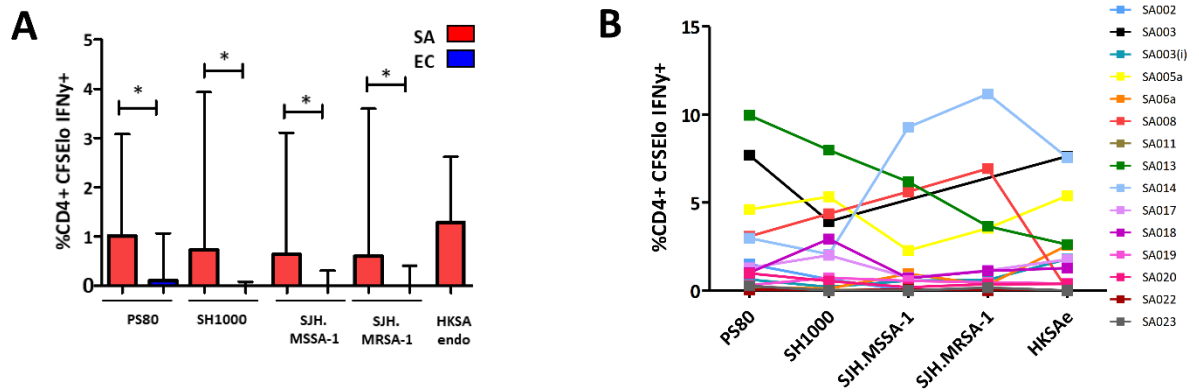 A
%CD4+ CFSElo IFNy+
5
4
3
2
1
0
SA
EC
*
*
*
*
PS80
SH1000
SJH.
MSSA-1
SJH.
MRSA-1
HKSA
endo
B
%CD4+ CFSElo IFNy+
15
10
5
0
PS80
SH1000
SJH.MSSA-1
SJH.MRSA-1
HKSAe
SA002
SA003
SA003(i)
SA005a
SA06a
SA008
SA011
SA013
SA014
SA017
SA018
SA019
SA020
SA022
SA023